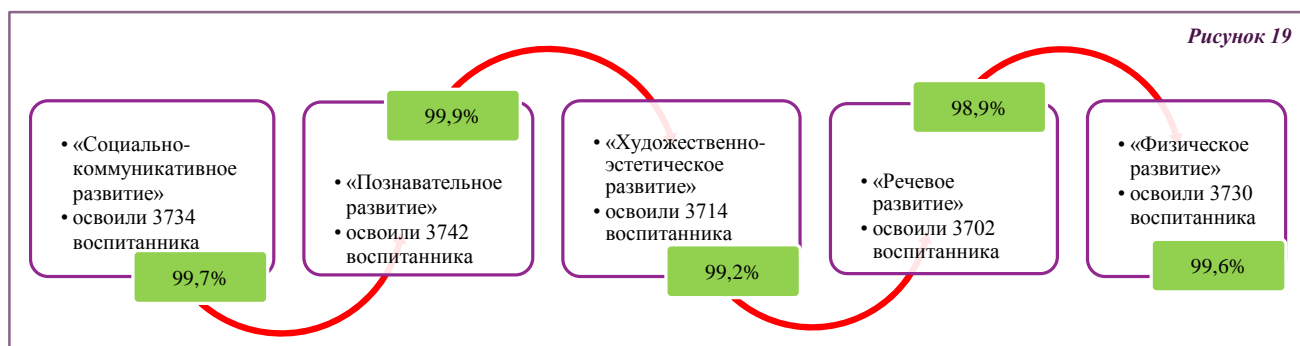 Рисунок 19
• «Социально-
коммуникативное
развитие»
• освоили 3734
воспитанника
99,7%
99,9%
• «Познавательное
развитие»
• освоили 3742
воспитанника
• «Художественно-
эстетическое
развитие»
• освоили 3714
воспитанника
99,2%
98,9%
• «Речевое
развитие»
• освоили 3702
воспитанника
• «Физическое
развитие»
• освоили 3730
воспитанника
99,6%